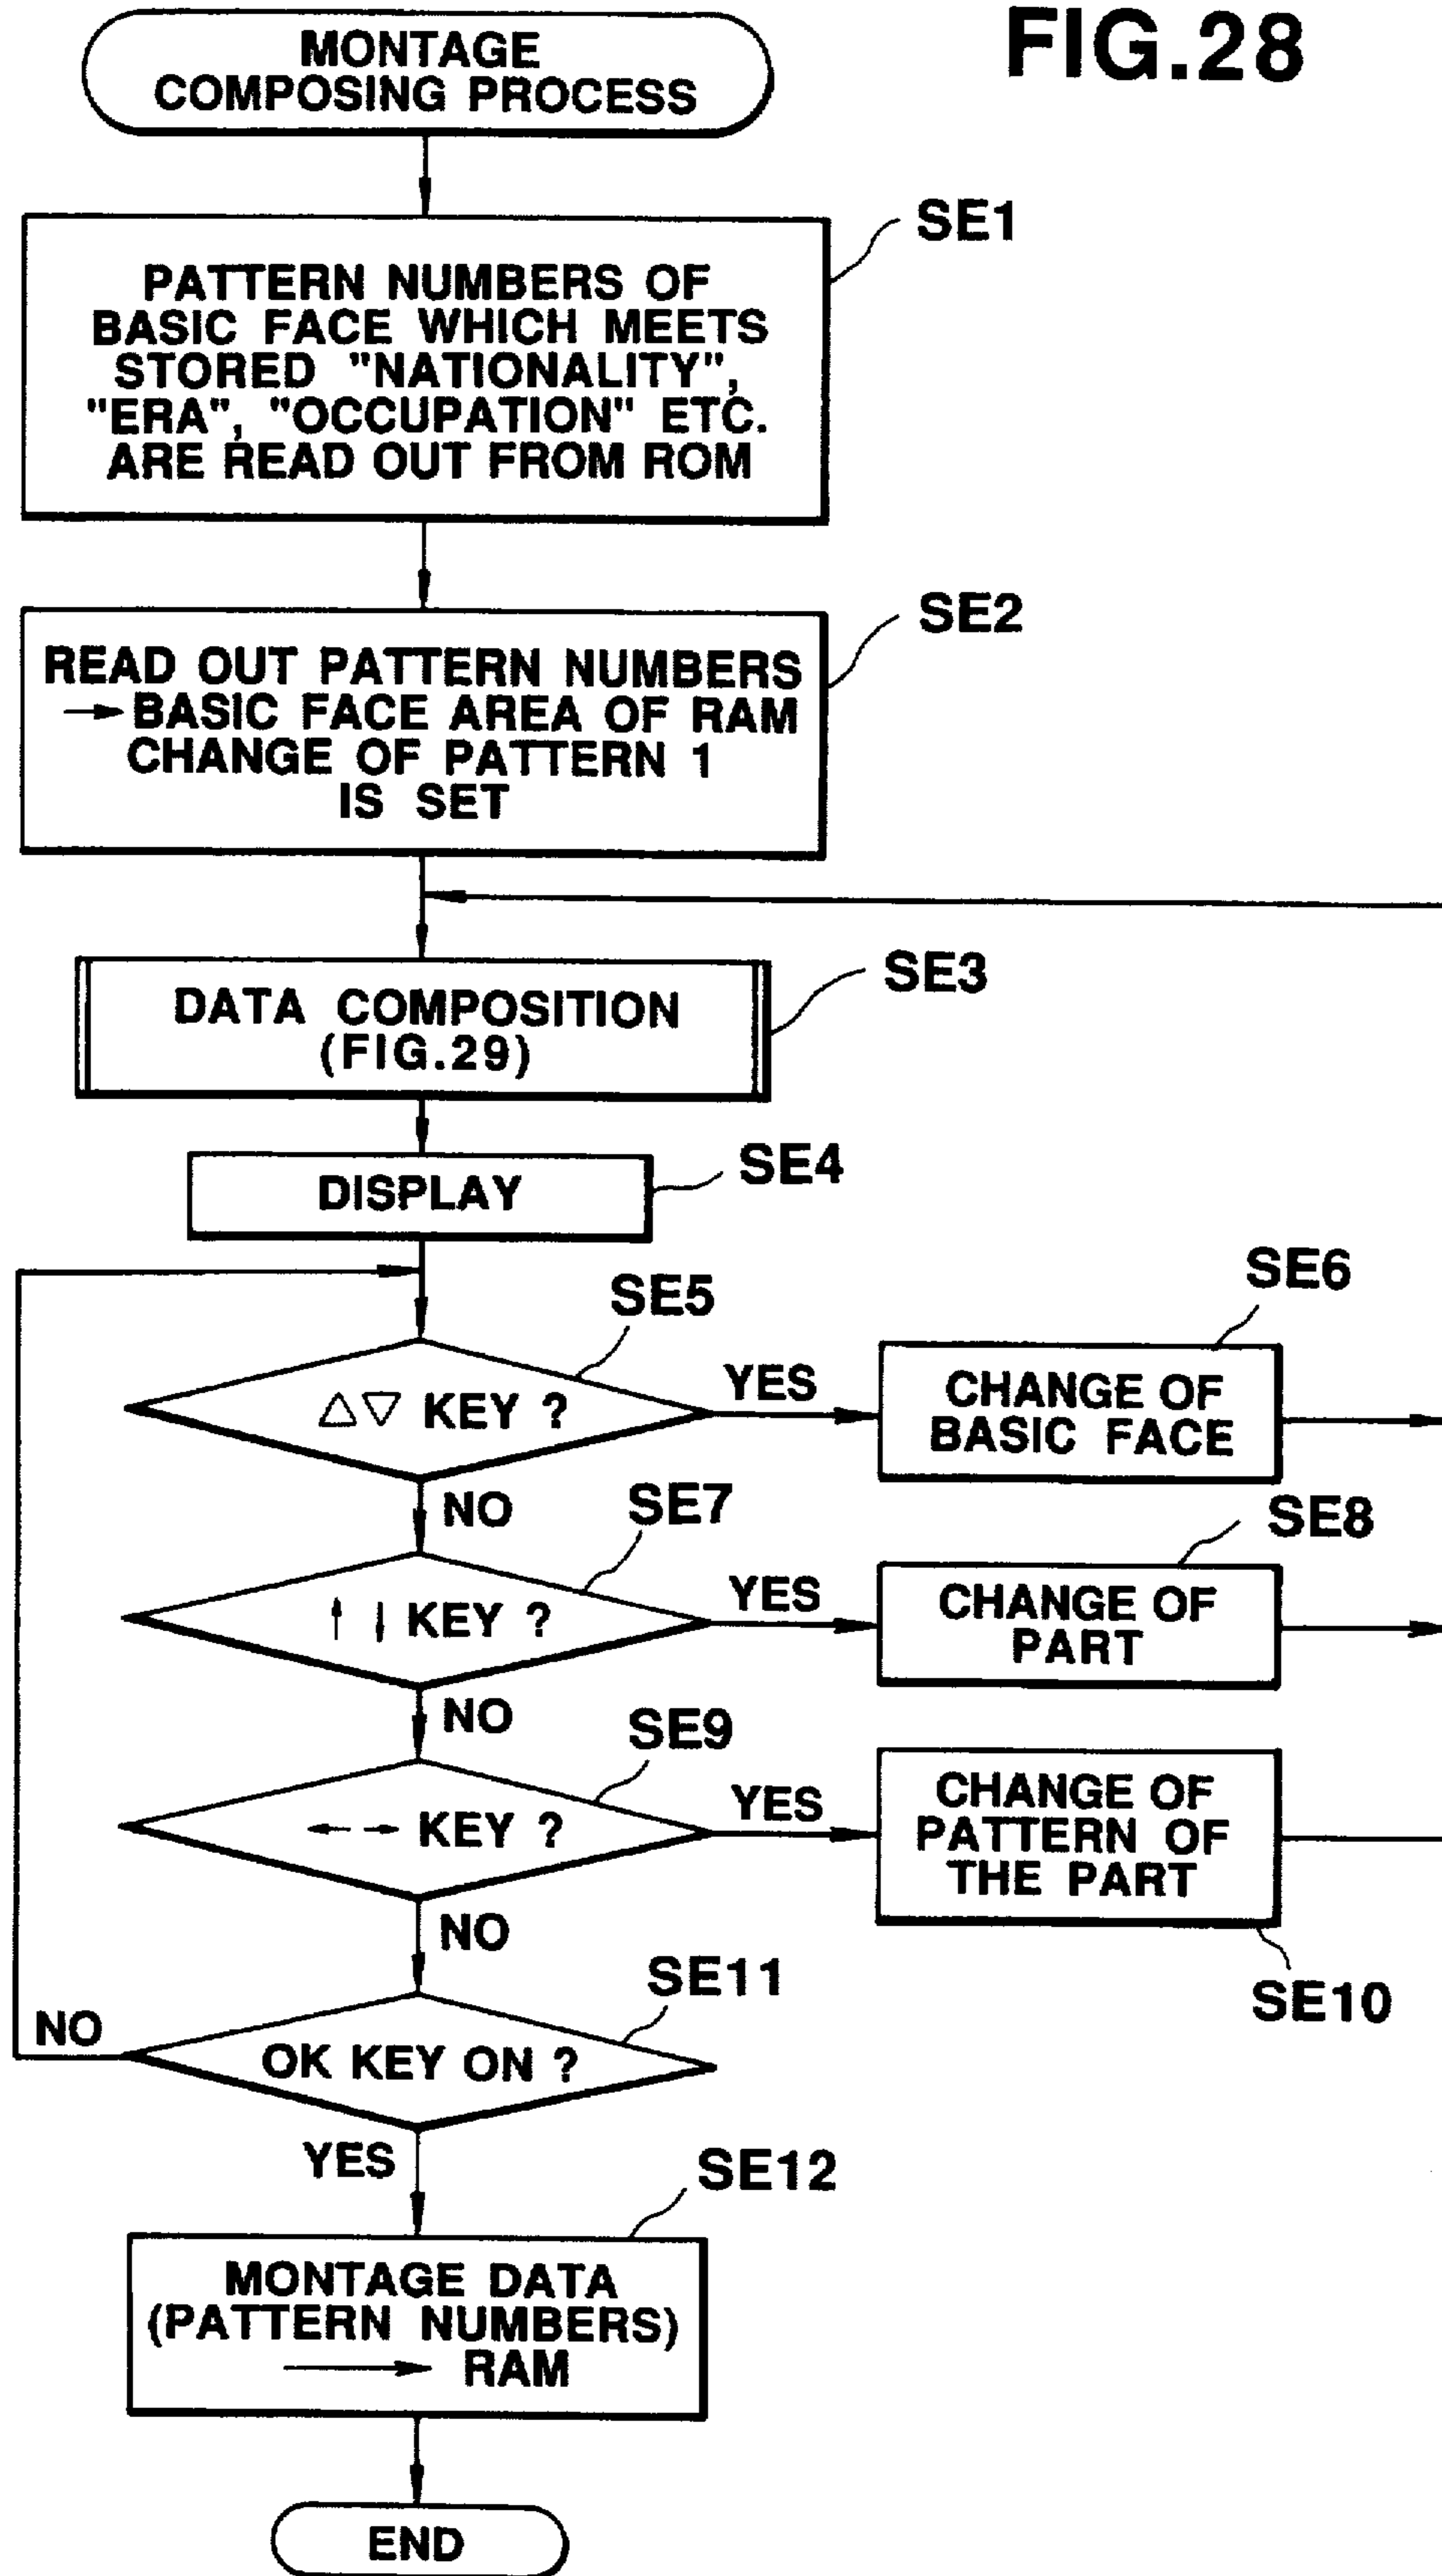 FIG.28
MONTAGE
COMPOSING PROCESS
SE1
PATTERN NUMBERS OF
BASIC FACE WHICH MEETS
STORED "NATIONALITY",
"ERA", "OCCUPATION" ETC.
ARE READ OUT FROM ROM
SE2
READ OUT PATTERN NUMBERS
→ BASIC FACE AREA OF RAM
CHANGE OF PATTERN 1
IS SET
SE3
DATA COMPOSITION
(FIG.29)
SE4
DISPLAY
SE5
△▽ KEY ?
YES
SE6
CHANGE OF
BASIC FACE
NO
SE7
↑ ↓ KEY ?
YES
SE8
CHANGE OF
PART
NO
SE9
← → KEY ?
YES
CHANGE OF
PATTERN OF
THE PART
SE10
NO
SE11
OK KEY ON ?
NO
YES
SE12
MONTAGE DATA
(PATTERN NUMBERS)
→ RAM
END